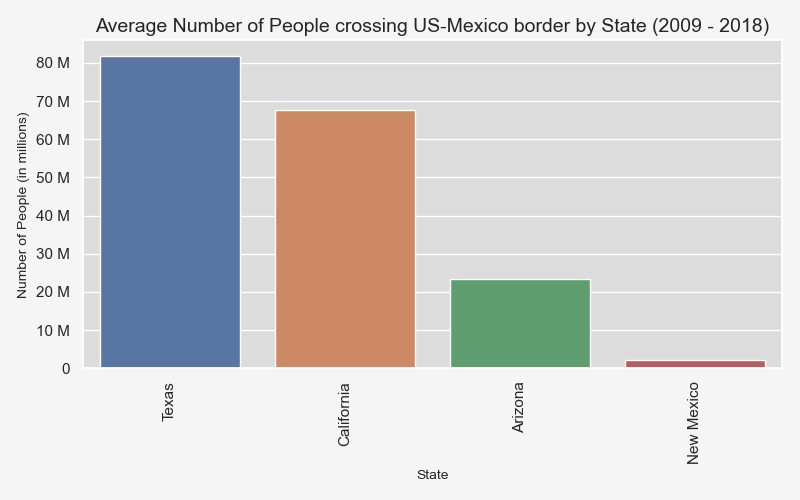 Average Number of People crossing US-Mexico border by State (2009 - 2018)
Number of People (in millions)
80 M
70 M
60 M
50 M
40 M
30 M
20 M
10 M
0
Texas
California
Arizona
New Mexico
State